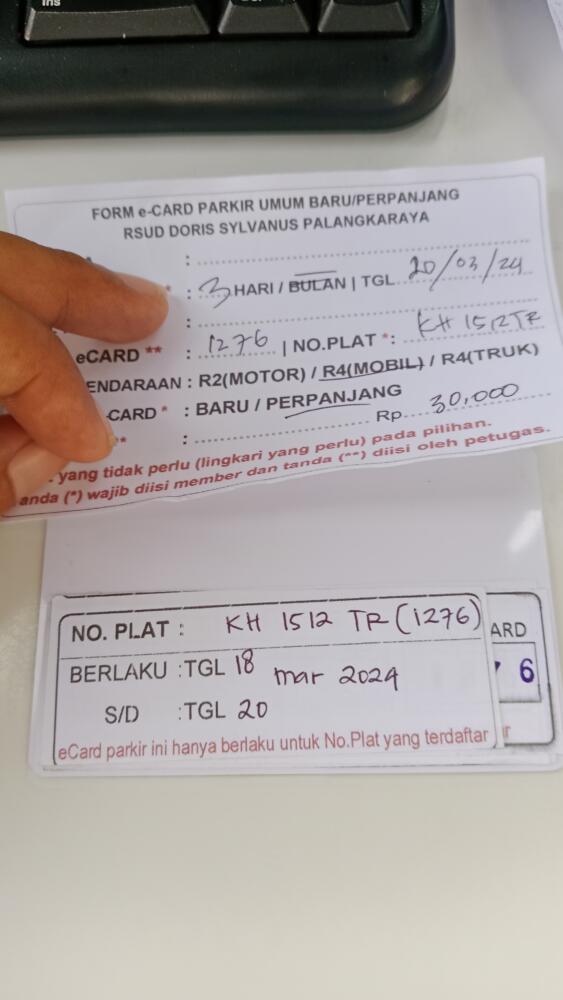 Ins
FORM e-CARD PARKIR UMUM BARU/PERPANJANG
RSUD DORIS SYLVANUS PALANGKARAYA
:
* : 3 HARI / BULAN | TGL 20/03/24
:
eCARD ** : 1276 | NO.PLAT *: KH 1512 TR
ENDARAAN : R2(MOTOR) / R4(MOBIL) / R4(TRUK)
CARD * : BARU / PERPANJANG
** : Rp. 30,000
yang tidak perlu (lingkari yang perlu) pada pilihan.
anda (*) wajib diisi member dan tanda (**) diisi oleh petugas.
NO. PLAT : KH 1512 TR (1276)
ARD
BERLAKU :TGL 18 mar 2024
6
S/D :TGL 20
eCard parkir ini hanya berlaku untuk No.Plat yang terdaftar